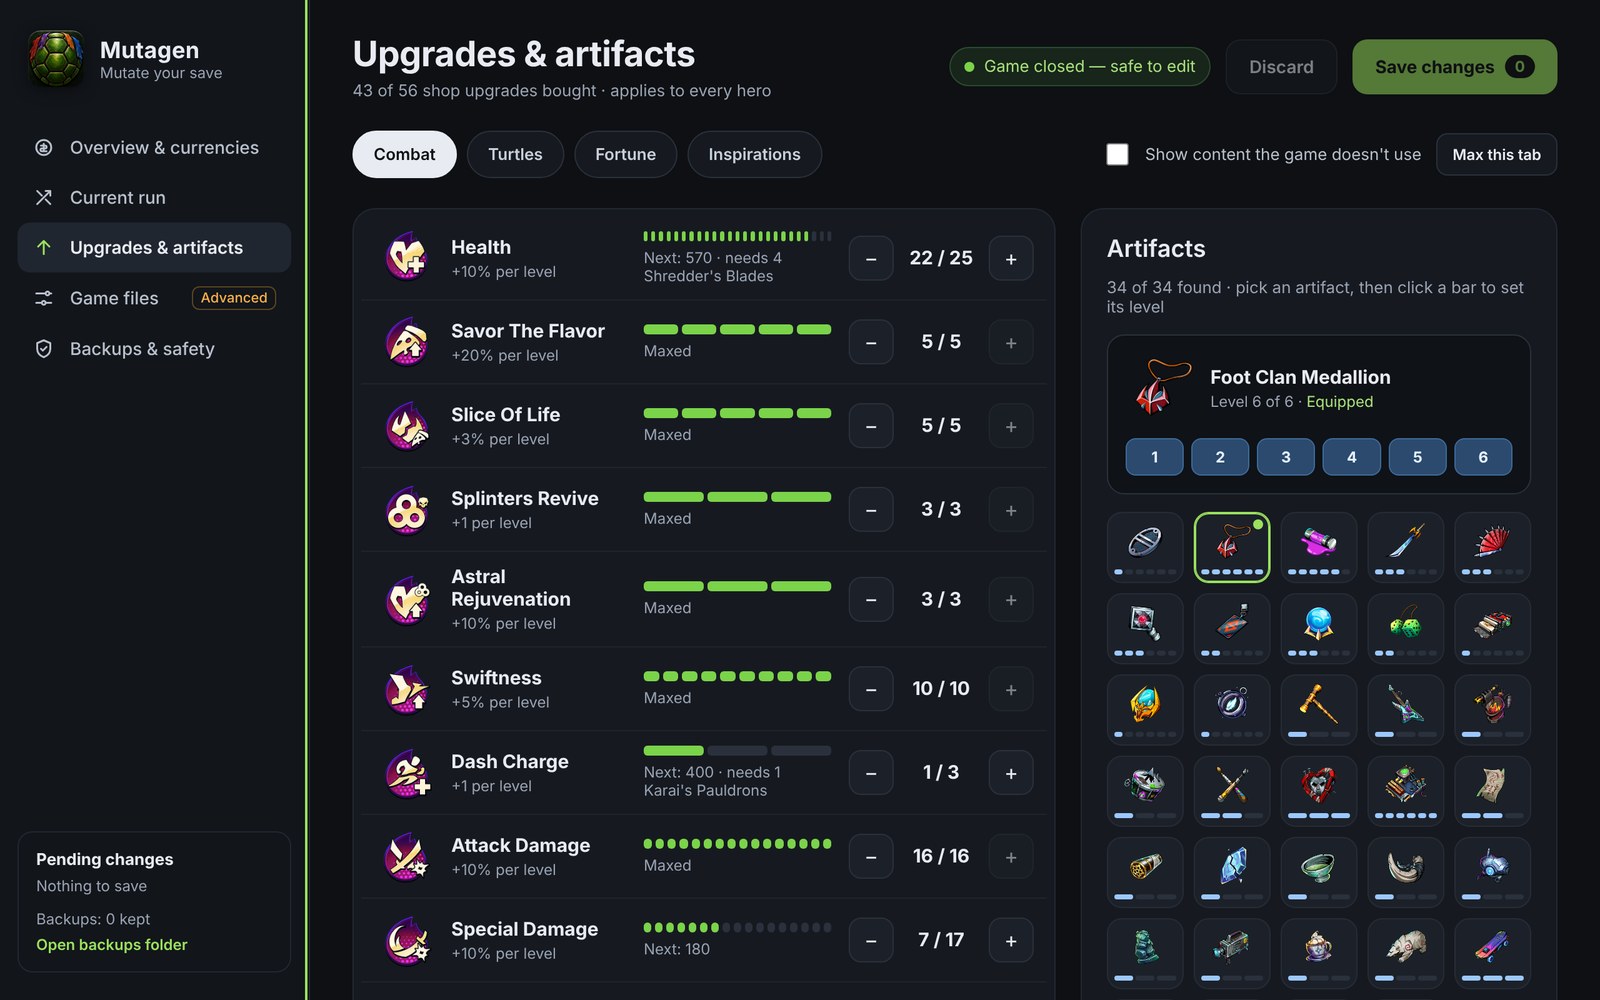 Mutagen
Mutate your save
Overview & currencies
Current run
Upgrades & artifacts
Game files
Advanced
Backups & safety
Pending changes
Nothing to save
Backups: 0 kept
Open backups folder
Upgrades & artifacts
43 of 56 shop upgrades bought · applies to every hero
Game closed — safe to edit
Discard
Save changes 0
Combat
Turtles
Fortune
Inspirations
Show content the game doesn't use
Max this tab
Health
+10% per level
Next: 570 · needs 4
Shredder's Blades
− 22 / 25 +
Savor The Flavor
+20% per level
Maxed
− 5 / 5 +
Slice Of Life
+3% per level
Maxed
− 5 / 5 +
Splinters Revive
+1 per level
Maxed
− 3 / 3 +
Astral
Rejuvenation
+10% per level
Maxed
− 3 / 3 +
Swiftness
+5% per level
Maxed
− 10 / 10 +
Dash Charge
+1 per level
Next: 400 · needs 1
Karai's Pauldrons
− 1 / 3 +
Attack Damage
+10% per level
Maxed
− 16 / 16 +
Special Damage
+10% per level
Next: 180
− 7 / 17 +
Artifacts
34 of 34 found · pick an artifact, then click a bar to set
its level
Foot Clan Medallion
Level 6 of 6 · Equipped
1 2 3 4 5 6